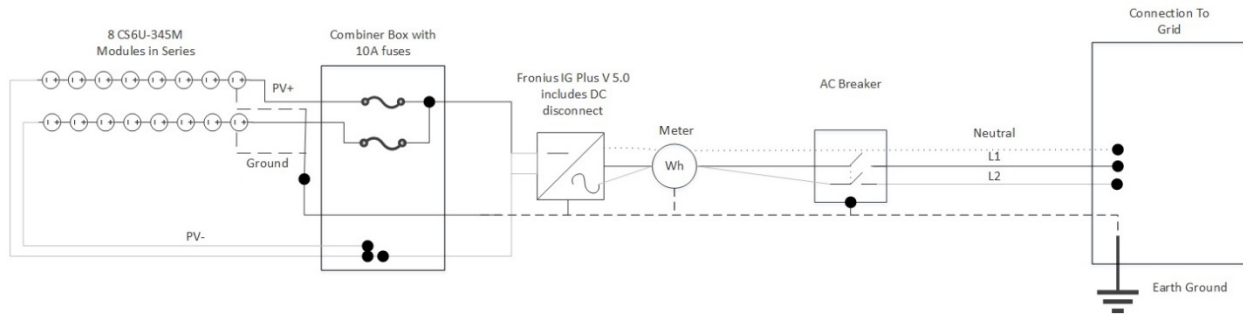 8 CS6U-345M
Modules in Series
Combiner Box with
10A fuses
Connection To
Grid
Fronius IG Plus V 5.0
includes DC
disconnect
AC Breaker
PV+
Meter
Neutral
Wh
L1
Ground
L2
PV-
Earth Ground